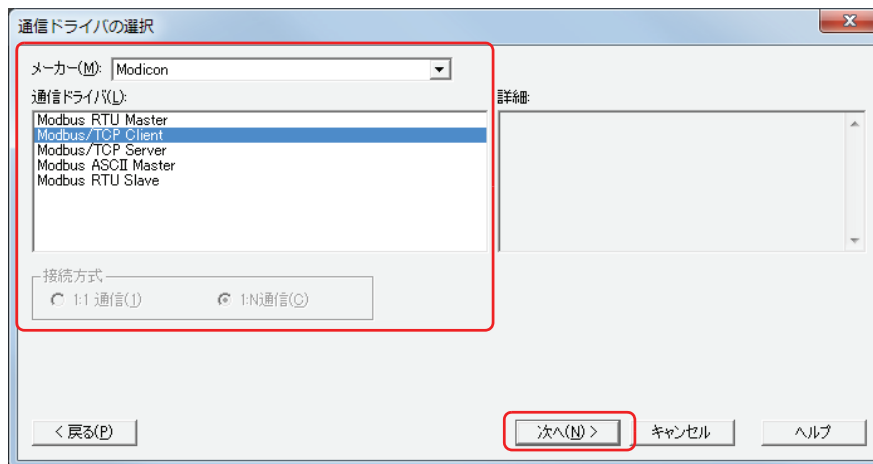 通信ドライバの選択
メーカー(M): Modicon
通信ドライバ(L):
詳細:
Modbus RTU Master
Modbus/TCP Client
Modbus/TCP Server
Modbus ASCII Master
Modbus RTU Slave
接続方式
1:1 通信(1)
1:N通信(C)
< 戻る(P)
次へ(N) >
キャンセル
ヘルプ